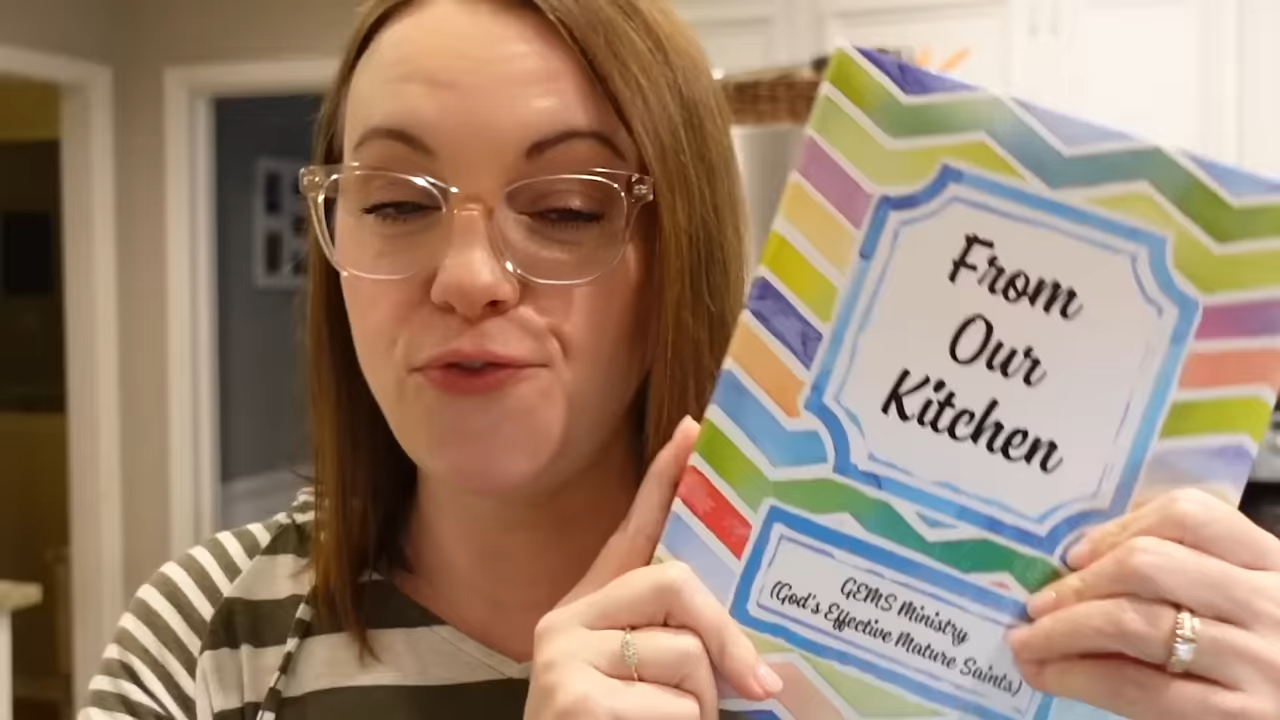 From
Our
Kitchen
GEMS Ministry
(God's Effective Mature Saints)